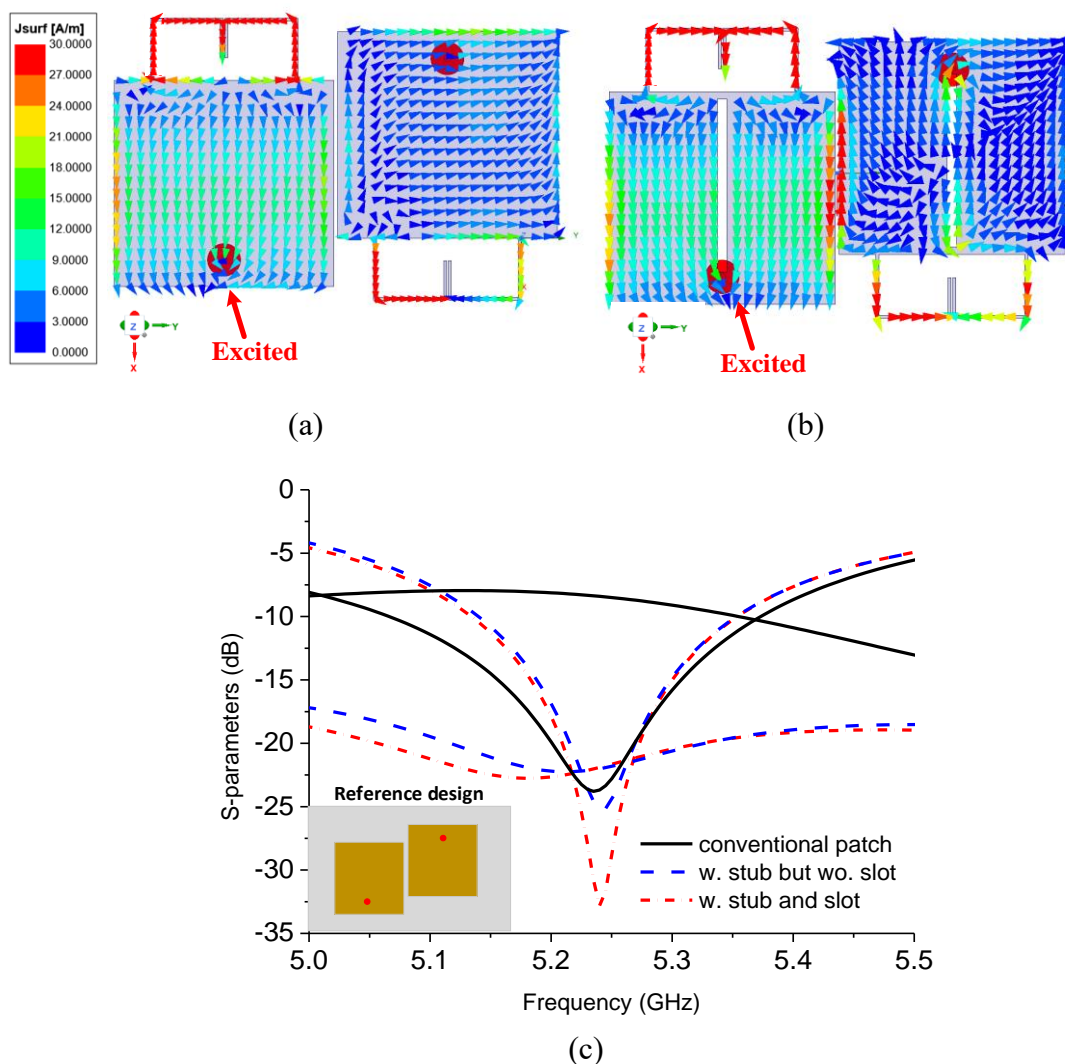 Jsurf [A/m]
30.0000
27.0000
24.0000
21.0000
18.0000
15.0000
12.0000
9.0000
6.0000
3.0000
0.0000
Z
Y
X
Excited
Y
(a)
Z
Y
X
Excited
(b)
0
-5
-10
-15
-20
-25
-30
-35
S-parameters (dB)
Reference design
conventional patch
w. stub but wo. slot
w. stub and slot
5.0
5.1
5.2
5.3
5.4
5.5
Frequency (GHz)
(c)